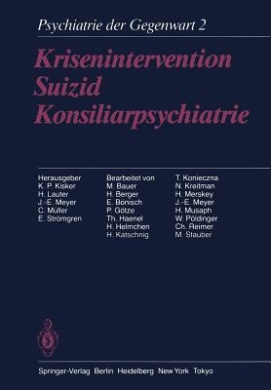 Psychiatrie der Gegenwart 2
Krisenintervention
Suizid
Konsiliarpsychiatrie
Herausgeber
K. P. Kisker
H. Lauter
J.-E. Meyer
C. Müller
E. Strömgren
Bearbeitet von
M. Bauer
H. Berger
E. Bönisch
P. Götze
Th. Haenel
H. Helmchen
H. Katschnig
T. Konieczna
N. Kreitman
H. Merskey
J.-E. Meyer
H. Musaph
W. Pöldinger
Ch. Reimer
M. Stauber
Springer-Verlag Berlin Heidelberg New York Tokyo